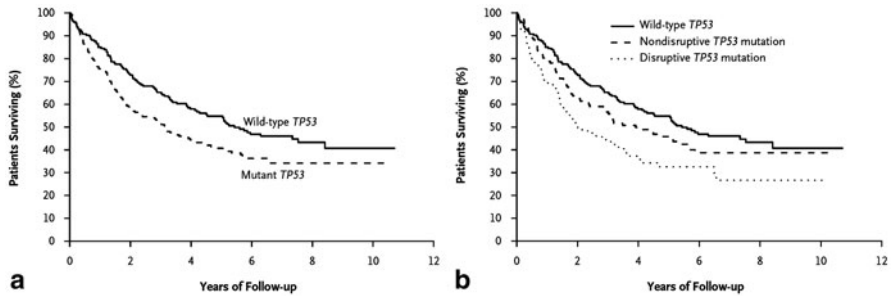 100
90
80
70
60
50
40
30
20
10
0
Patients Surviving (%)
Wild-type TP53
Mutant TP53
0 2 4 6 8 10 12
Years of Follow-up
a
100
90
80
70
60
50
40
30
20
10
0
Patients Surviving (%)
Wild-type TP53
Nondisruptive TP53 mutation
Disruptive TP53 mutation
0 2 4 6 8 10 12
Years of Follow-up
b